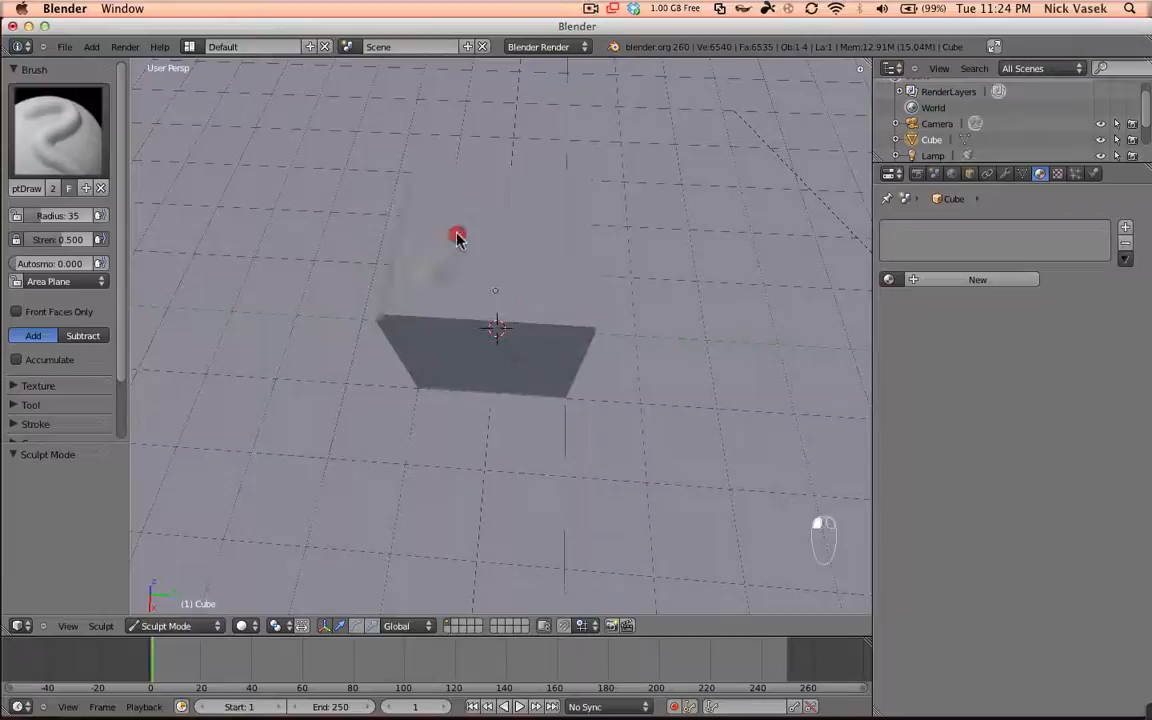 Blender Window 1.00 GB Free (99%) Tue 11:24 PM Nick Vasek
Blender
File Add Render Help Default Scene Blender Render blender.org 260 | Ve:6540 | Fa:6535 | Ob:1-4 | La:1 | Mem:12.91M (15.04M) | Cube
Brush
User Persp
View Search All Scenes
RenderLayers
World
Camera
Cube
Lamp
ptDraw 2 F
Cube
Radius: 35
Stren: 0.500
Autosmo: 0.000
Area Plane
New
Front Faces Only
Add Subtract
Accumulate
Texture
Tool
Stroke
Sculpt Mode
z
(1) Cube
View Sculpt Sculpt Mode Global
-40 -20 0 20 40 60 80 100 120 140 160 180 200 220 240 260
View Frame Playback Start: 1 End: 250 1 No Sync